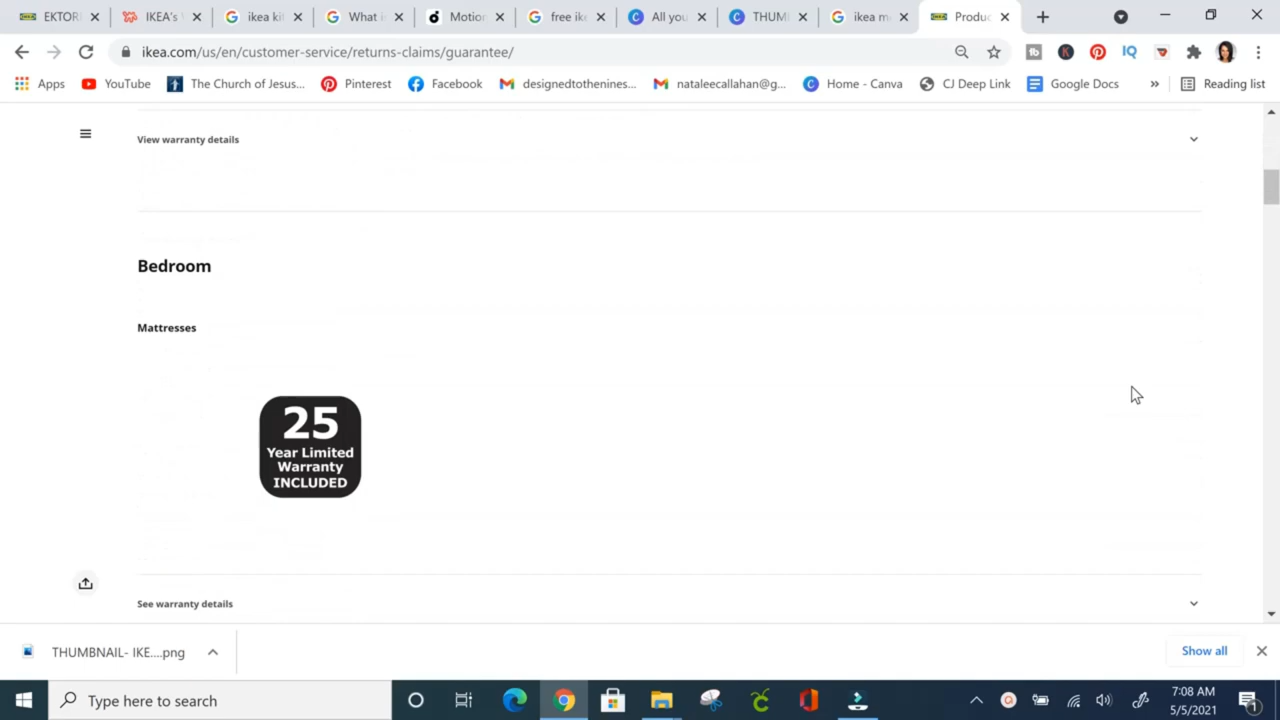 EKTORI
IKEA's
ikea kit
What i
Motion
free ike
All you
THUM
ikea m
Produc
ikea.com/us/en/customer-service/returns-claims/guarantee/
Apps
YouTube
The Church of Jesus...
Pinterest
Facebook
designedtothenines...
nataleecallahan@g...
Home - Canva
CJ Deep Link
Google Docs
»
Reading list
View warranty details
Bedroom
Mattresses
25
Year Limited
Warranty
INCLUDED
See warranty details
THUMBNAIL- IKE....png
Show all
Type here to search
7:08 AM
5/5/2021